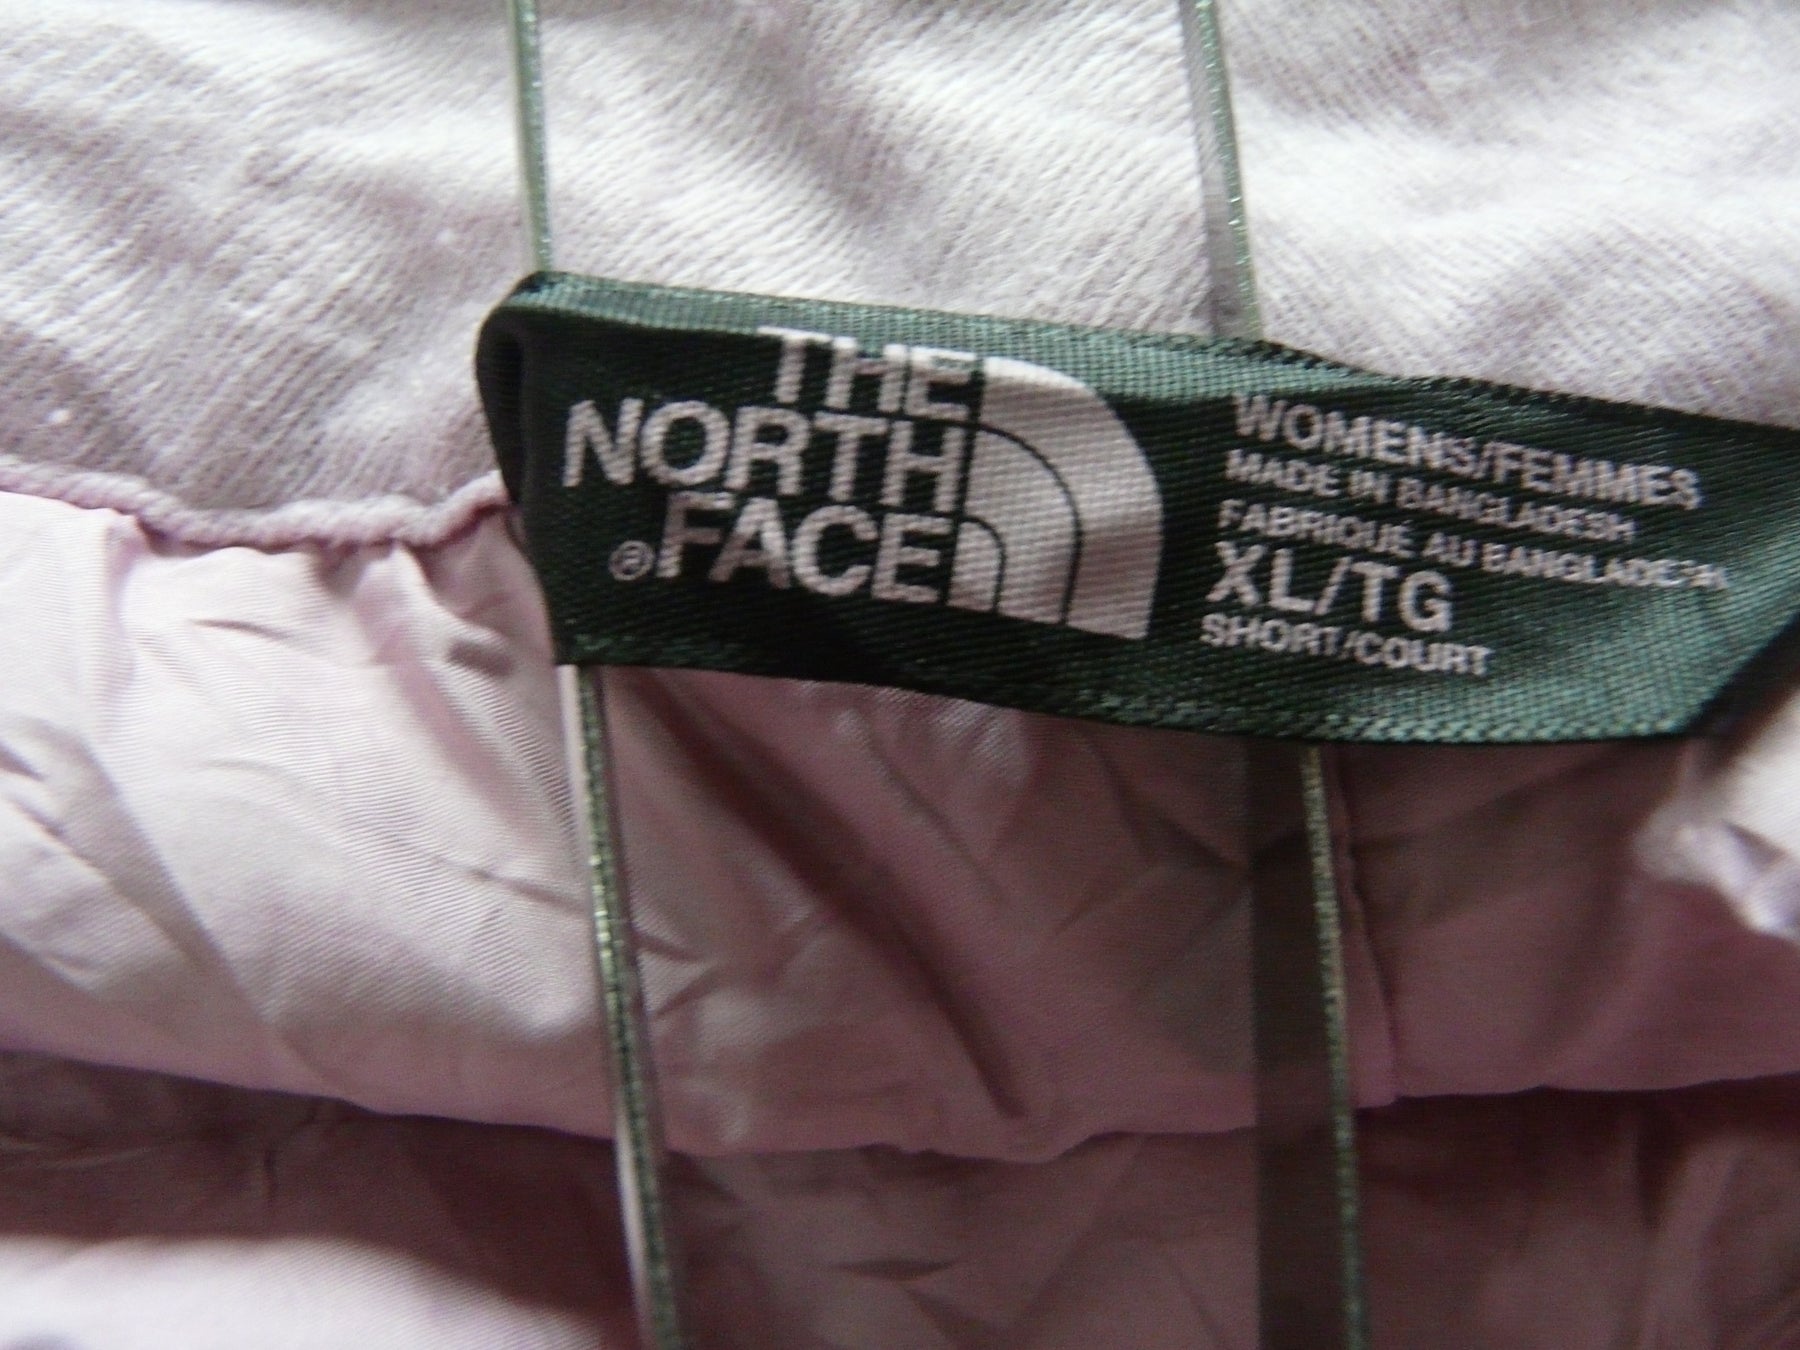 THE
NORTH
®FACE
WOMENS/FEMMES
MADE IN BANGLADESH
FABRIQUÉ AU BANGLADESH
XL/TG
SHORT/COURT